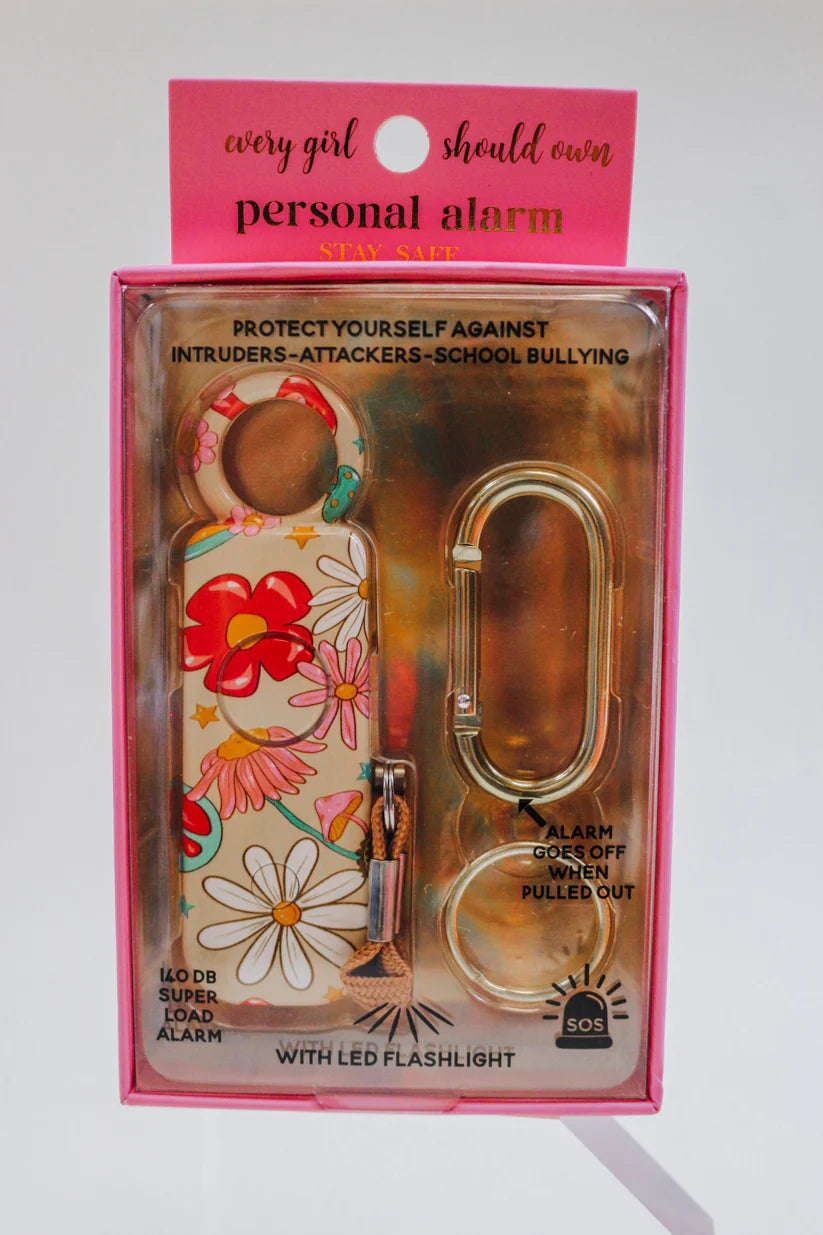 every girl should own
personal alarm
STAY SAFE
PROTECT YOURSELF AGAINST
INTRUDERS-ATTACKERS-SCHOOL BULLYING
ALARM
GOES OFF
WHEN
PULLED OUT
140 DB
SUPER
LOAD
ALARM
SOS
WITH LED FLASHLIGHT